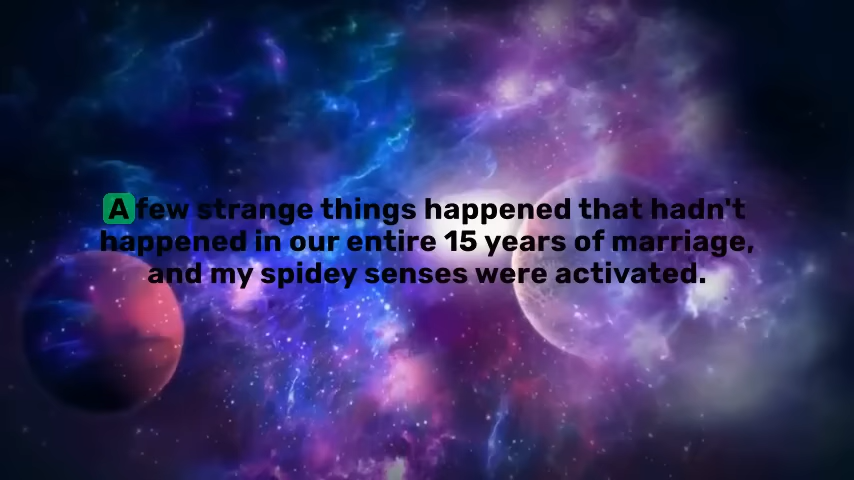 A few strange things happened that hadn't
happened in our entire 15 years of marriage,
and my spidey senses were activated.